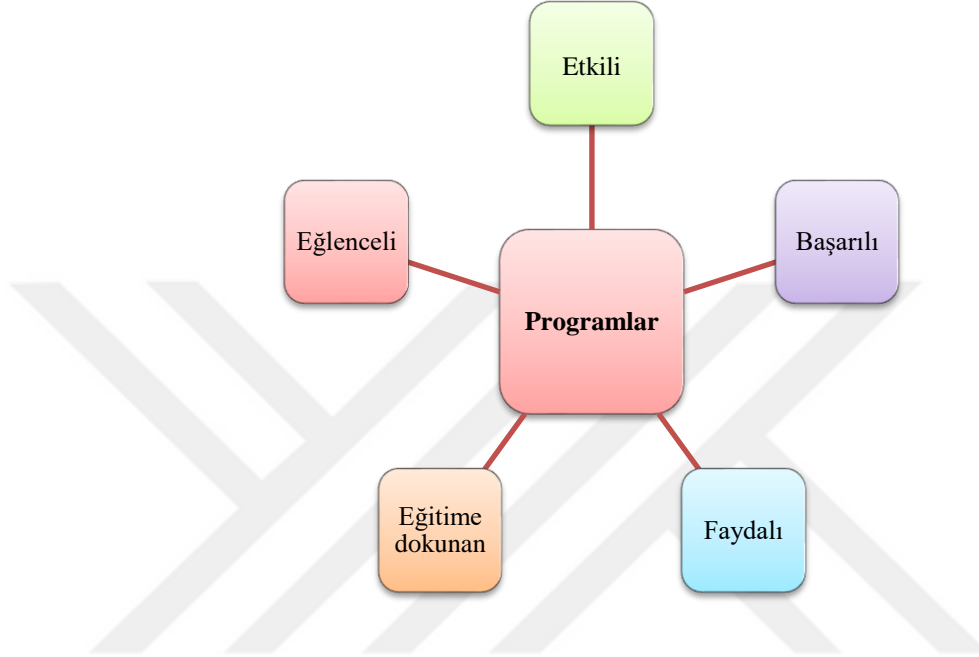 Etkili
Eğlenceli
Başarılı
Programlar
Eğitime
dokunan
Faydalı